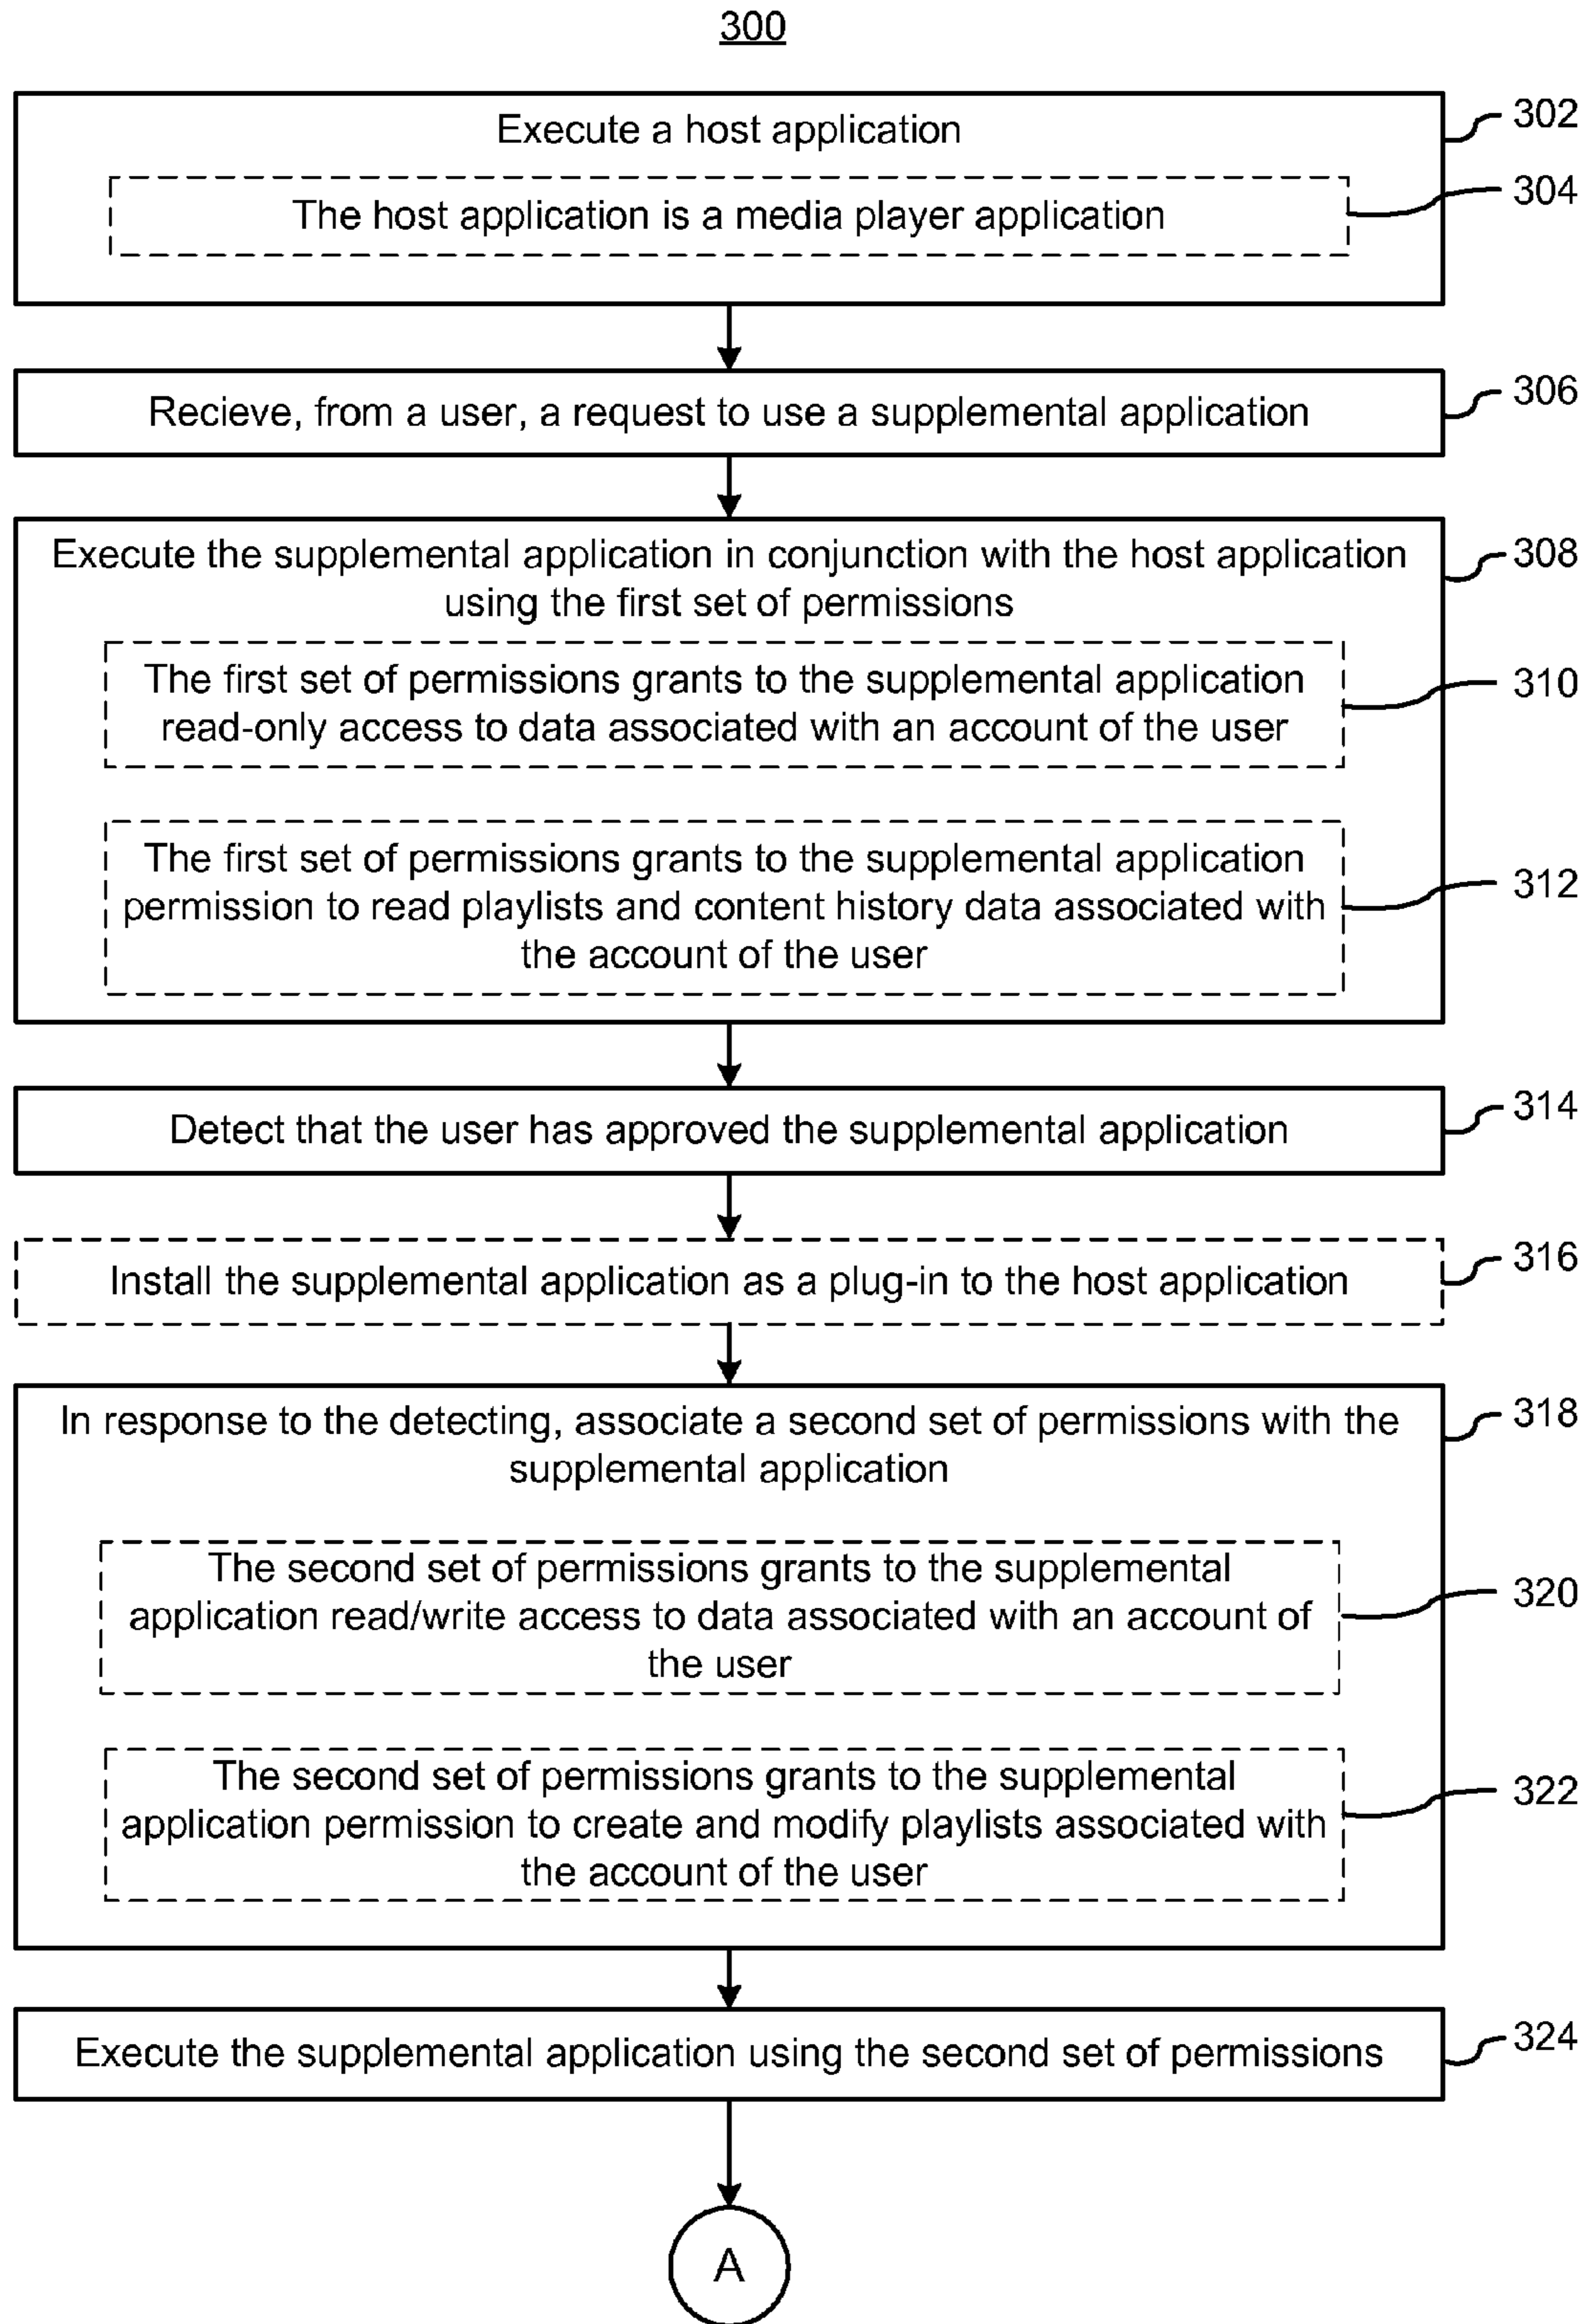 300
Execute a host application
302
The host application is a media player application
304
Recieve, from a user, a request to use a supplemental application
306
Execute the supplemental application in conjunction with the host application
using the first set of permissions
308
The first set of permissions grants to the supplemental application
read-only access to data associated with an account of the user
310
The first set of permissions grants to the supplemental application
permission to read playlists and content history data associated with
the account of the user
312
Detect that the user has approved the supplemental application
314
Install the supplemental application as a plug-in to the host application
316
In response to the detecting, associate a second set of permissions with the
supplemental application
318
The second set of permissions grants to the supplemental
application read/write access to data associated with an account of
the user
320
The second set of permissions grants to the supplemental
application permission to create and modify playlists associated with
the account of the user
322
Execute the supplemental application using the second set of permissions
324
A